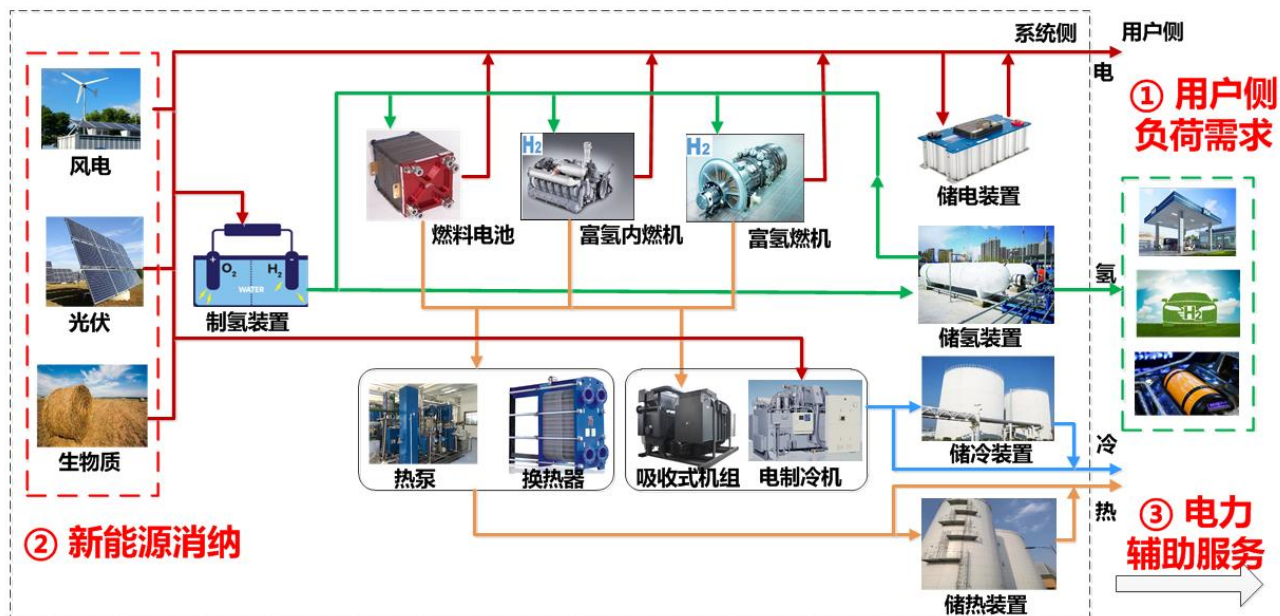 系统侧
用户侧
电
① 用户侧
负荷需求
风电
H2
H2
储电装置
燃料电池
富氢内燃机
富氢燃机
O2
H2
WATER
光伏
制氢装置
氢
储氢装置
H2
生物质
热泵
换热器
吸收式机组
电制冷机
储冷装置
冷
热
② 新能源消纳
③ 电力
辅助服务
储热装置